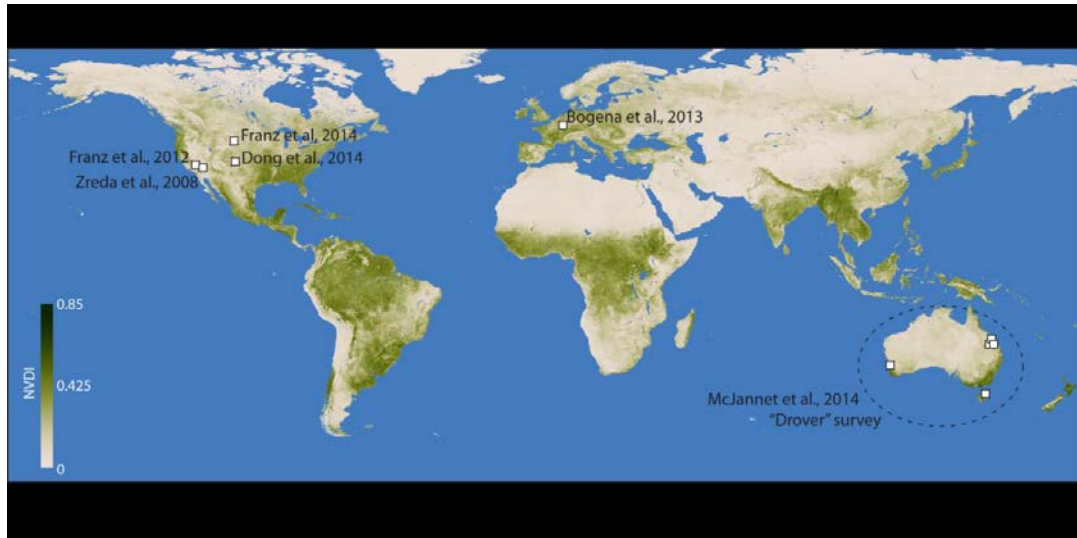 Bogena et al., 2013
Franz et al, 2014
Franz et al., 2012
Dong et al., 2014
Zreda et al., 2008
0.85
0.425
NVDI
0
McJannet et al., 2014
“Drover” survey